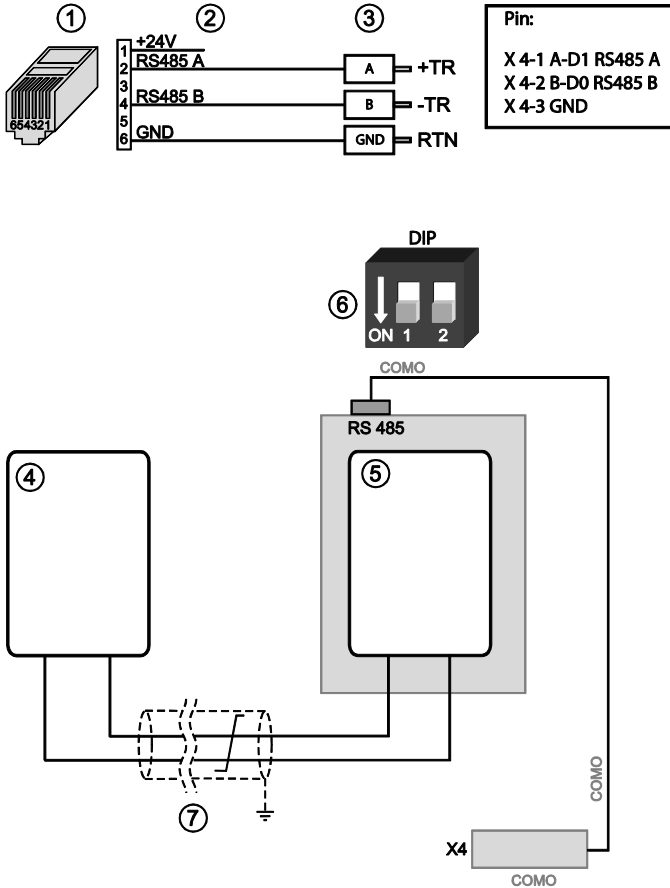 1
2
3
Pin:
X 4-1 A-D1 RS485 A
X 4-2 B-D0 RS485 B
X 4-3 GND
654321
1 +24V
2 RS485 A
A
+TR
3
4 RS485 B
B
-TR
5
6 GND
GND
RTN
DIP
6
ON 1 2
COMO
RS 485
4
5
7
COMO
X4
COMO